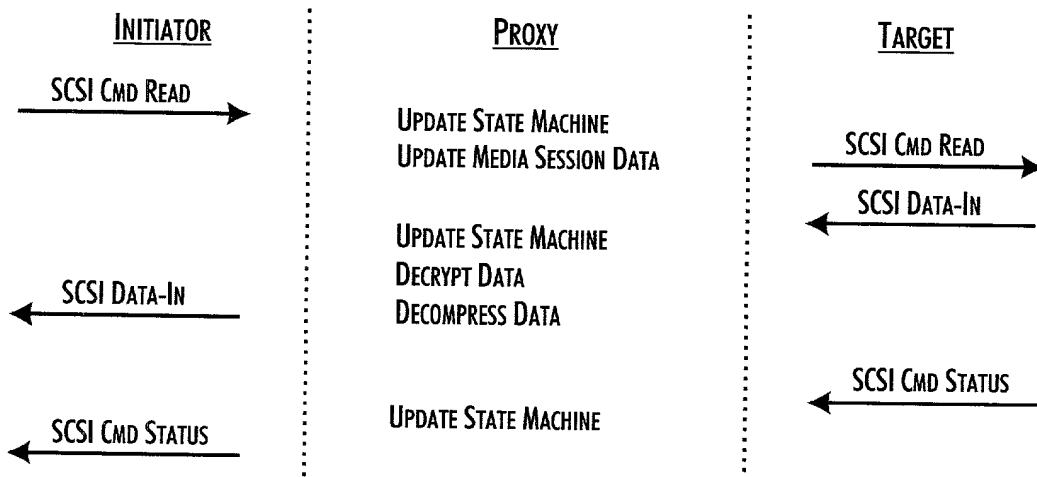 INITIATOR
PROXY
TARGET
SCSI CMD READ
UPDATE STATE MACHINE
UPDATE MEDIA SESSION DATA
SCSI CMD READ
SCSI DATA-IN
UPDATE STATE MACHINE
DECRYPT DATA
DECOMPRESS DATA
SCSI DATA-IN
SCSI CMD STATUS
UPDATE STATE MACHINE
SCSI CMD STATUS